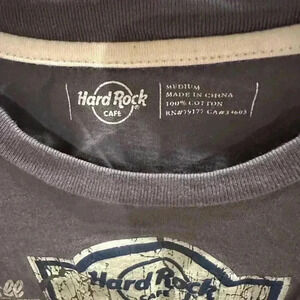 Hard Rock
CAFE
MEDIUM
MADE IN CHINA
100% COTTON
RN#79177 CA#34603
Hard Rock
CAFE